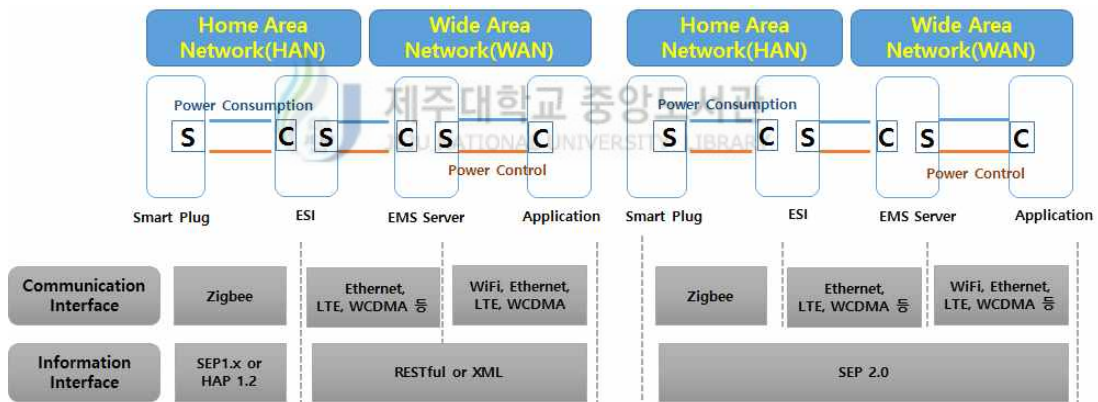 Home Area
Network(HAN)
Wide Area
Network(WAN)
Home Area
Network(HAN)
Wide Area
Network(WAN)
제주대학교 중앙도서관
JEJU NATIONAL UNIVERSITY LIBRARY
Power Consumption
S
C
S
C
S
C
Power Control
Power Consumption
S
C
S
C
S
C
Power Control
Smart Plug
ESI
EMS Server
Application
Smart Plug
ESI
EMS Server
Application
Communication
Interface
Zigbee
Ethernet,
LTE, WCDMA 등
WiFi, Ethernet,
LTE, WCDMA
Zigbee
Ethernet,
LTE, WCDMA 등
WiFi, Ethernet,
LTE, WCDMA 등
Information
Interface
SEP1.x or
HAP 1.2
RESTful or XML
SEP 2.0